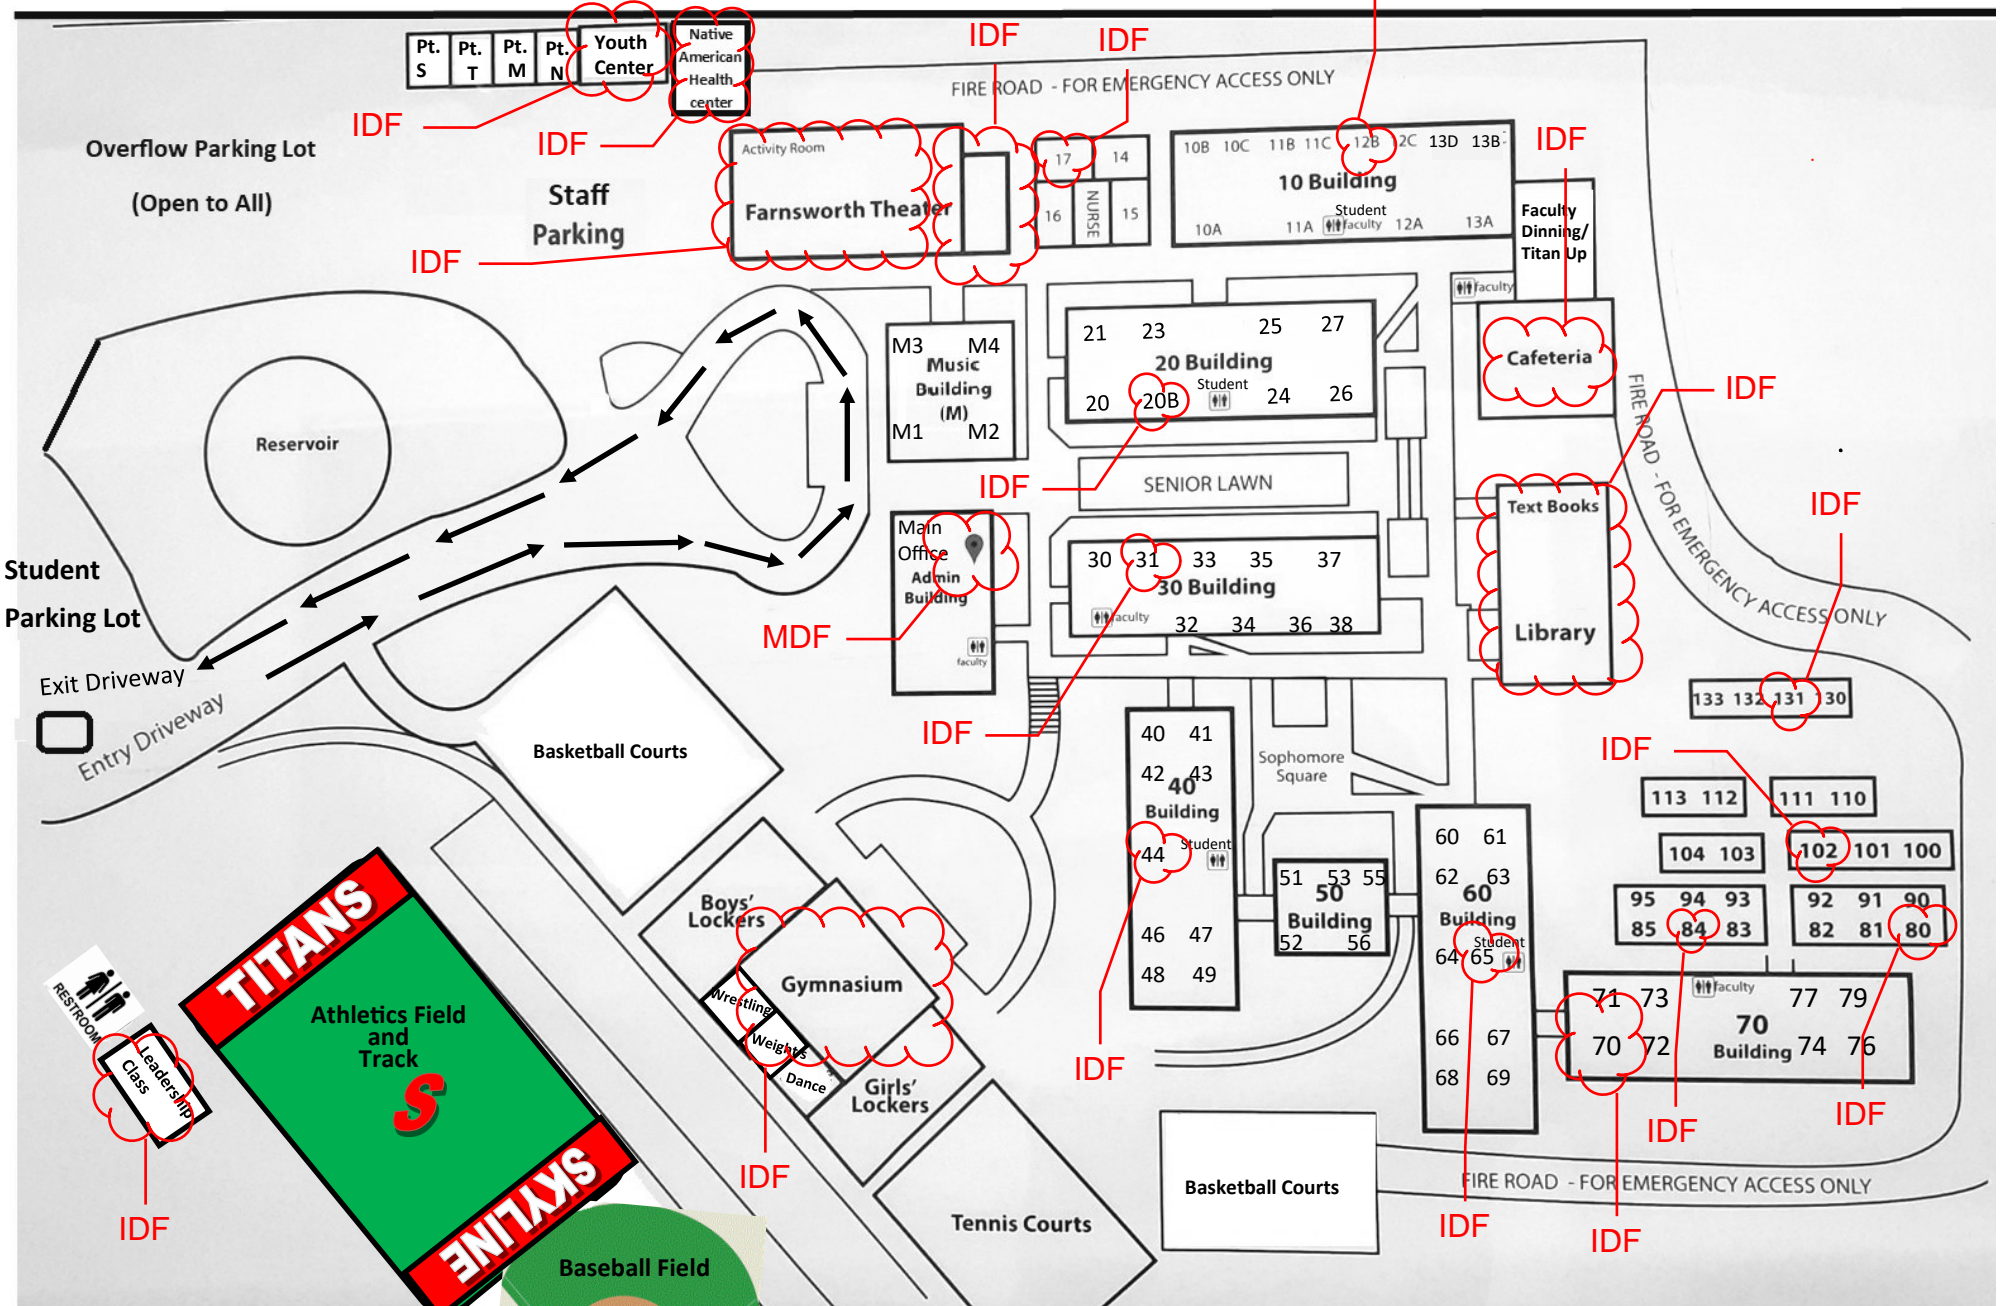 IDF
IDF
Pt.
S
Pt.
T
Pt.
M
Pt.
N
Youth
Center
Native
American
Health
center
FIRE ROAD - FOR EMERGENCY ACCESS ONLY
IDF
IDF
IDF
Overflow Parking Lot
(Open to All)
Staff
Parking
Activity Room
Farnsworth Theater
IDF
17
14
16
NURSE
15
10B 10C 11B 11C 12B 12C 13D 13B
10 Building
Student
faculty
10A 11A 12A 13A
Faculty
Dinning/
Titan Up
faculty
Cafeteria
21 23 25 27
20 Building
Student
20 20B 24 26
M3 M4
Music
Building
(M)
M1 M2
Reservoir
IDF
IDF
SENIOR LAWN
FIRE ROAD - FOR EMERGENCY ACCESS ONLY
Text Books
Library
IDF
Main
Office
Admin
Building
faculty
MDF
30 31 33 35 37
30 Building
faculty
32 34 36 38
Student
Parking Lot
Exit Driveway
Entry Driveway
IDF
Basketball Courts
133 132 131 130
IDF
40 41
42 43
40
Building
44
Student
46 47
48 49
Sophomore
Square
113 112
111 110
104 103
102 101 100
95 94 93
85 84 83
92 91 90
82 81 80
51 53 55
50
Building
52 56
60 61
62 63
60
Building
Student
64 65
66 67
68 69
71 73
faculty
77 79
70
Building
70 72
74 76
Boys'
Lockers
Gymnasium
Wrestling
Weights
Dance
Girls'
Lockers
TITANS
Athletics Field
and
Track
S
SKYLINE
RESTROOM
Leadership
Class
IDF
IDF
IDF
IDF
IDF
IDF
IDF
Basketball Courts
FIRE ROAD - FOR EMERGENCY ACCESS ONLY
Tennis Courts
Baseball Field